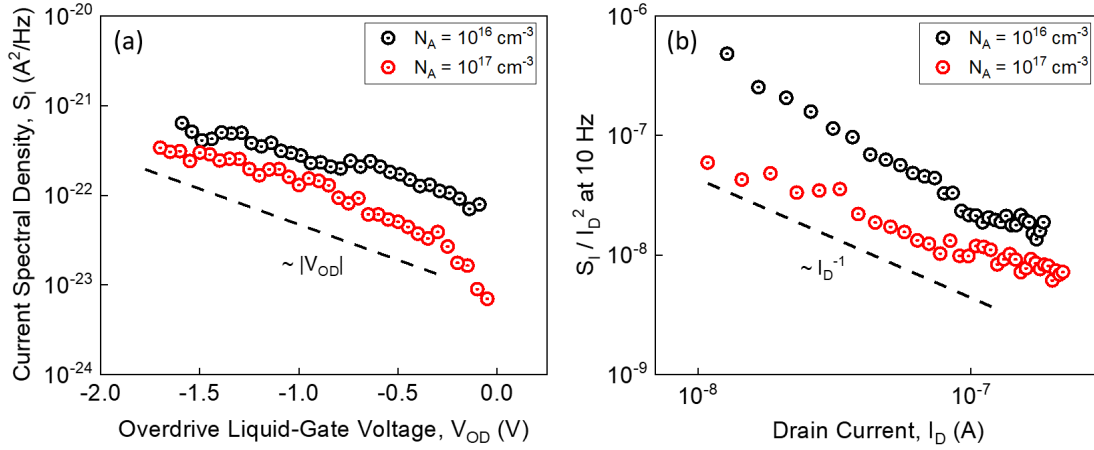 (a)
N_A = 10^16 cm^-3
N_A = 10^17 cm^-3
Current Spectral Density, S_I (A^2/Hz)
10^-20
10^-21
10^-22
10^-23
10^-24
~ |V_OD|
-2.0
-1.5
-1.0
-0.5
0.0
Overdrive Liquid-Gate Voltage, V_OD (V)
(b)
N_A = 10^16 cm^-3
N_A = 10^17 cm^-3
S_I / I_D^2 at 10 Hz
10^-6
10^-7
10^-8
10^-9
~ I_D^-1
10^-8
10^-7
Drain Current, I_D (A)